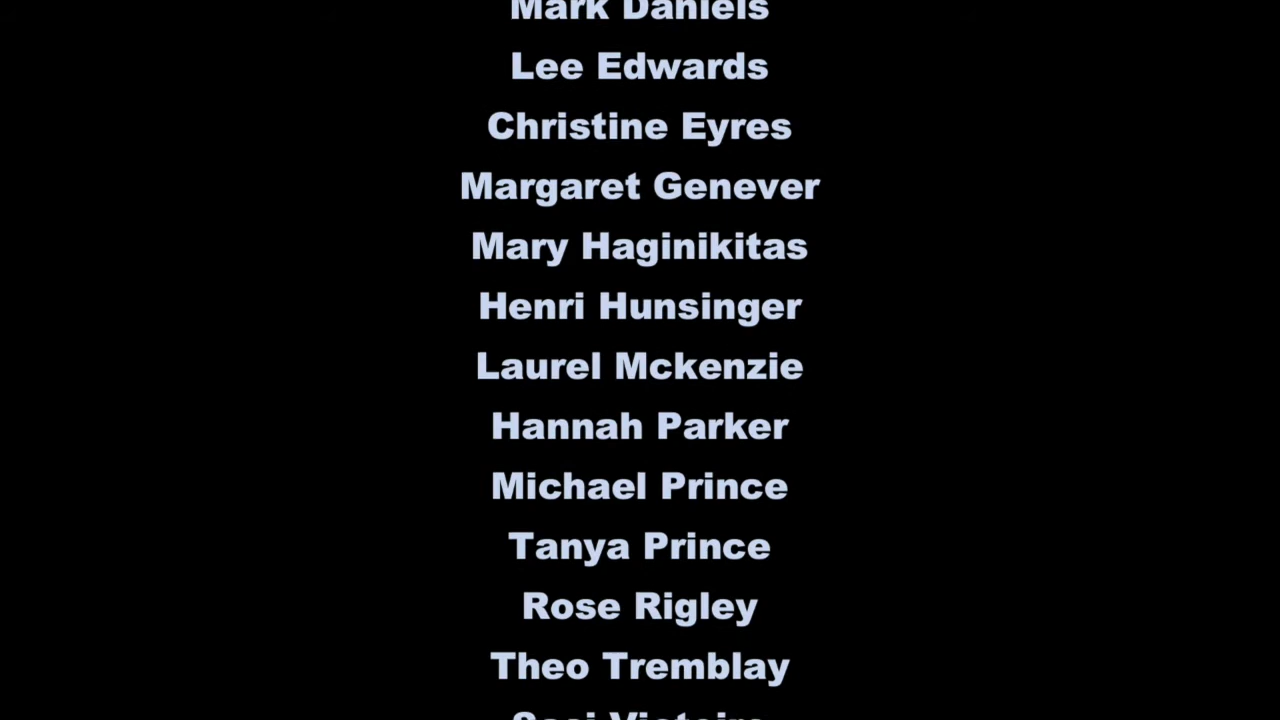 Mark Daniels
Lee Edwards
Christine Eyres
Margaret Genever
Mary Haginikitas
Henri Hunsinger
Laurel Mckenzie
Hannah Parker
Michael Prince
Tanya Prince
Rose Rigley
Theo Tremblay